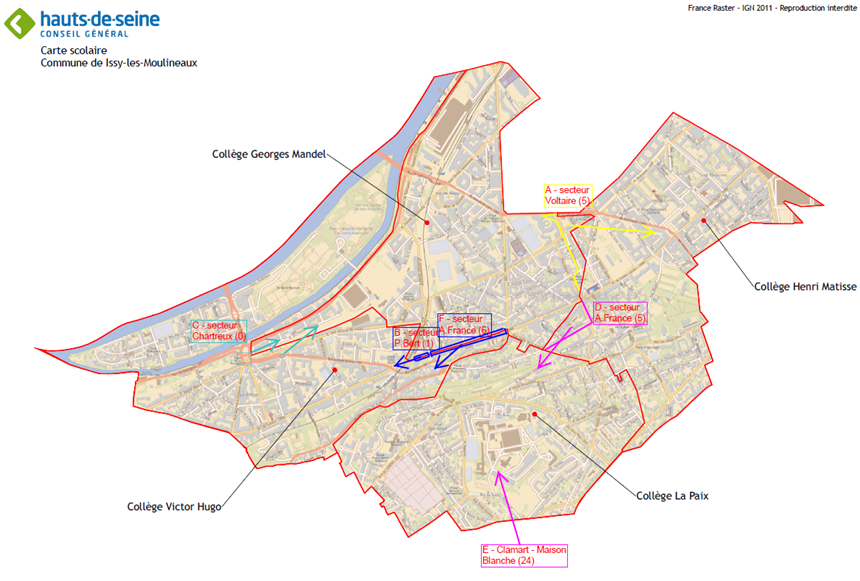 hauts-de-seine
CONSEIL GÉNÉRAL
France Raster - IGN 2011 - Reproduction interdite
Carte scolaire
Commune de Issy-les-Moulineaux
Collège Georges Mandel
A - secteur
Voltaire (5)
Collège Henri Matisse
D - secteur
A.France (5)
C - secteur
Chartreux (0)
F - secteur
A.France (6)
B - secteur
P.Bert (1)
Collège Victor Hugo
Collège La Paix
E - Clamart - Maison
Blanche (24)